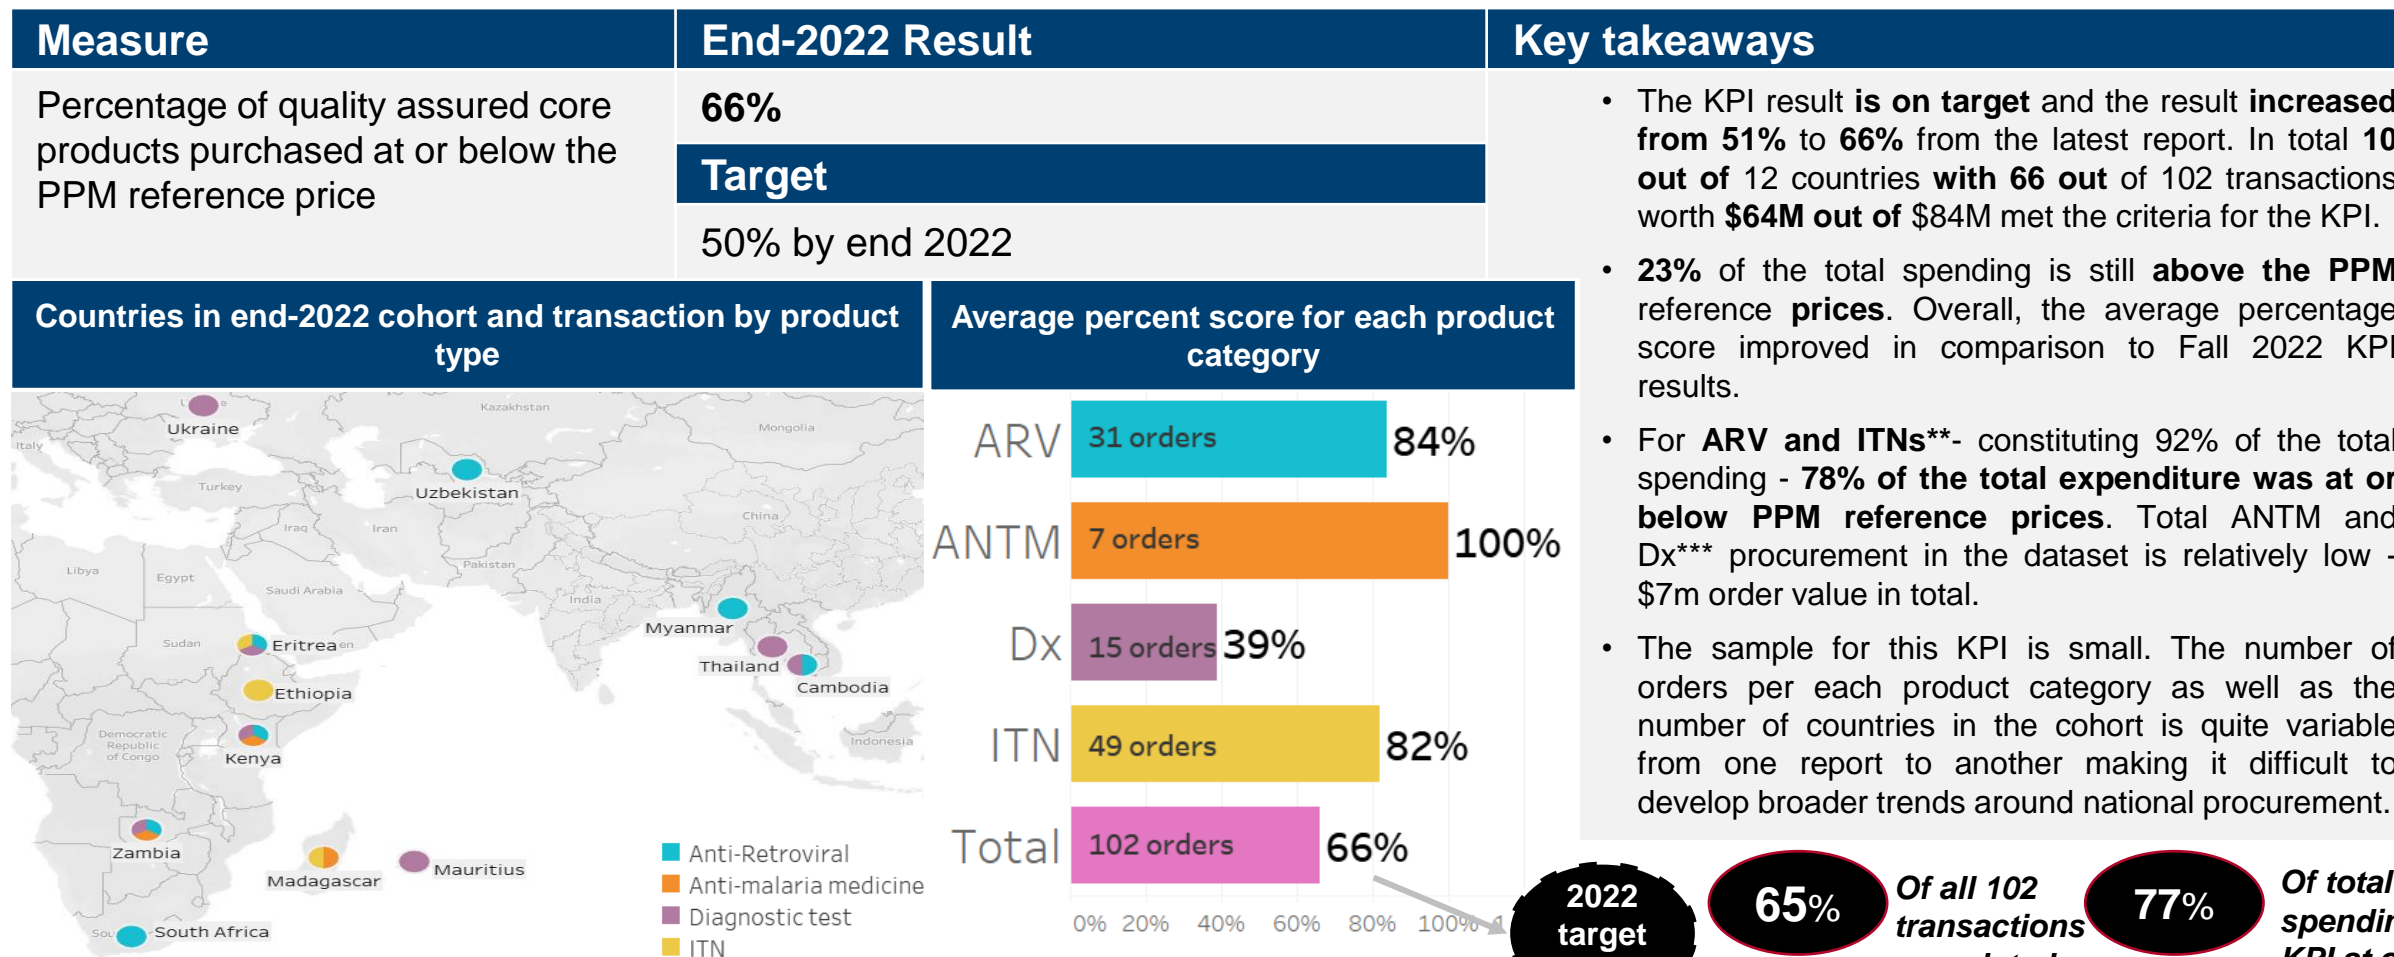 Measure
End-2022 Result
Key takeaways
Percentage of quality assured core
products purchased at or below the
PPM reference price
66%
Target
50% by end 2022
• The KPI result is on target and the result increased
from 51% to 66% from the latest report. In total 10
out of 12 countries with 66 out of 102 transactions
worth $64M out of $84M met the criteria for the KPI.
• 23% of the total spending is still above the PPM
reference prices. Overall, the average percentage
score improved in comparison to Fall 2022 KPI
results.
• For ARV and ITNs**- constituting 92% of the total
spending - 78% of the total expenditure was at or
below PPM reference prices. Total ANTM and
Dx*** procurement in the dataset is relatively low -
$7m order value in total.
• The sample for this KPI is small. The number of
orders per each product category as well as the
number of countries in the cohort is quite variable
from one report to another making it difficult to
develop broader trends around national procurement.
Countries in end-2022 cohort and transaction by product
type
Kazakhstan
Ukraine
Mongolia
Italy
Uzbekistan
Turkey
China
Iraq
Iran
Pakistan
Libya
Egypt
Saudi Arabia
India
Myanmar
Sudan
Eritrea
en
Thailand
Cambodia
Ethiopia
Democratic
Republic
of Congo
Kenya
Indonesia
Zambia
Madagascar
Mauritius
South Africa
Anti-Retroviral
Anti-malaria medicine
Diagnostic test
ITN
Average percent score for each product
category
ARV 31 orders 84%
ANTM 7 orders 100%
Dx 15 orders 39%
ITN 49 orders 82%
Total 102 orders 66%
0% 20% 40% 60% 80% 100%
2022
target
65%
Of all 102
transactions
77%
Of total